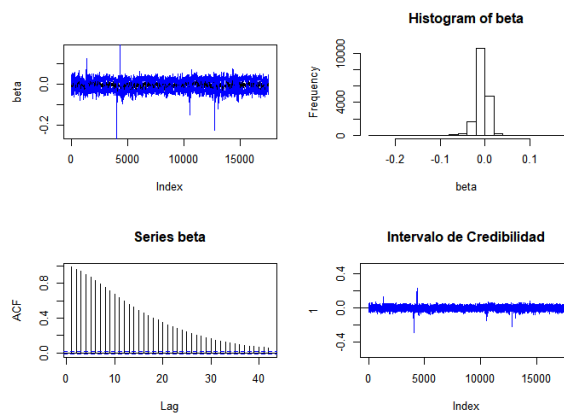 beta
0.0
-0.2
0 5000 10000 15000
Index
Histogram of beta
Frequency
10000
4000
0
-0.2 -0.1 0.0 0.1
beta
Series beta
ACF
0.8
0.4
0.0
0 10 20 30 40
Lag
Intervalo de Credibilidad
1
0.4
0.0
-0.4
0 5000 10000 15000
Index